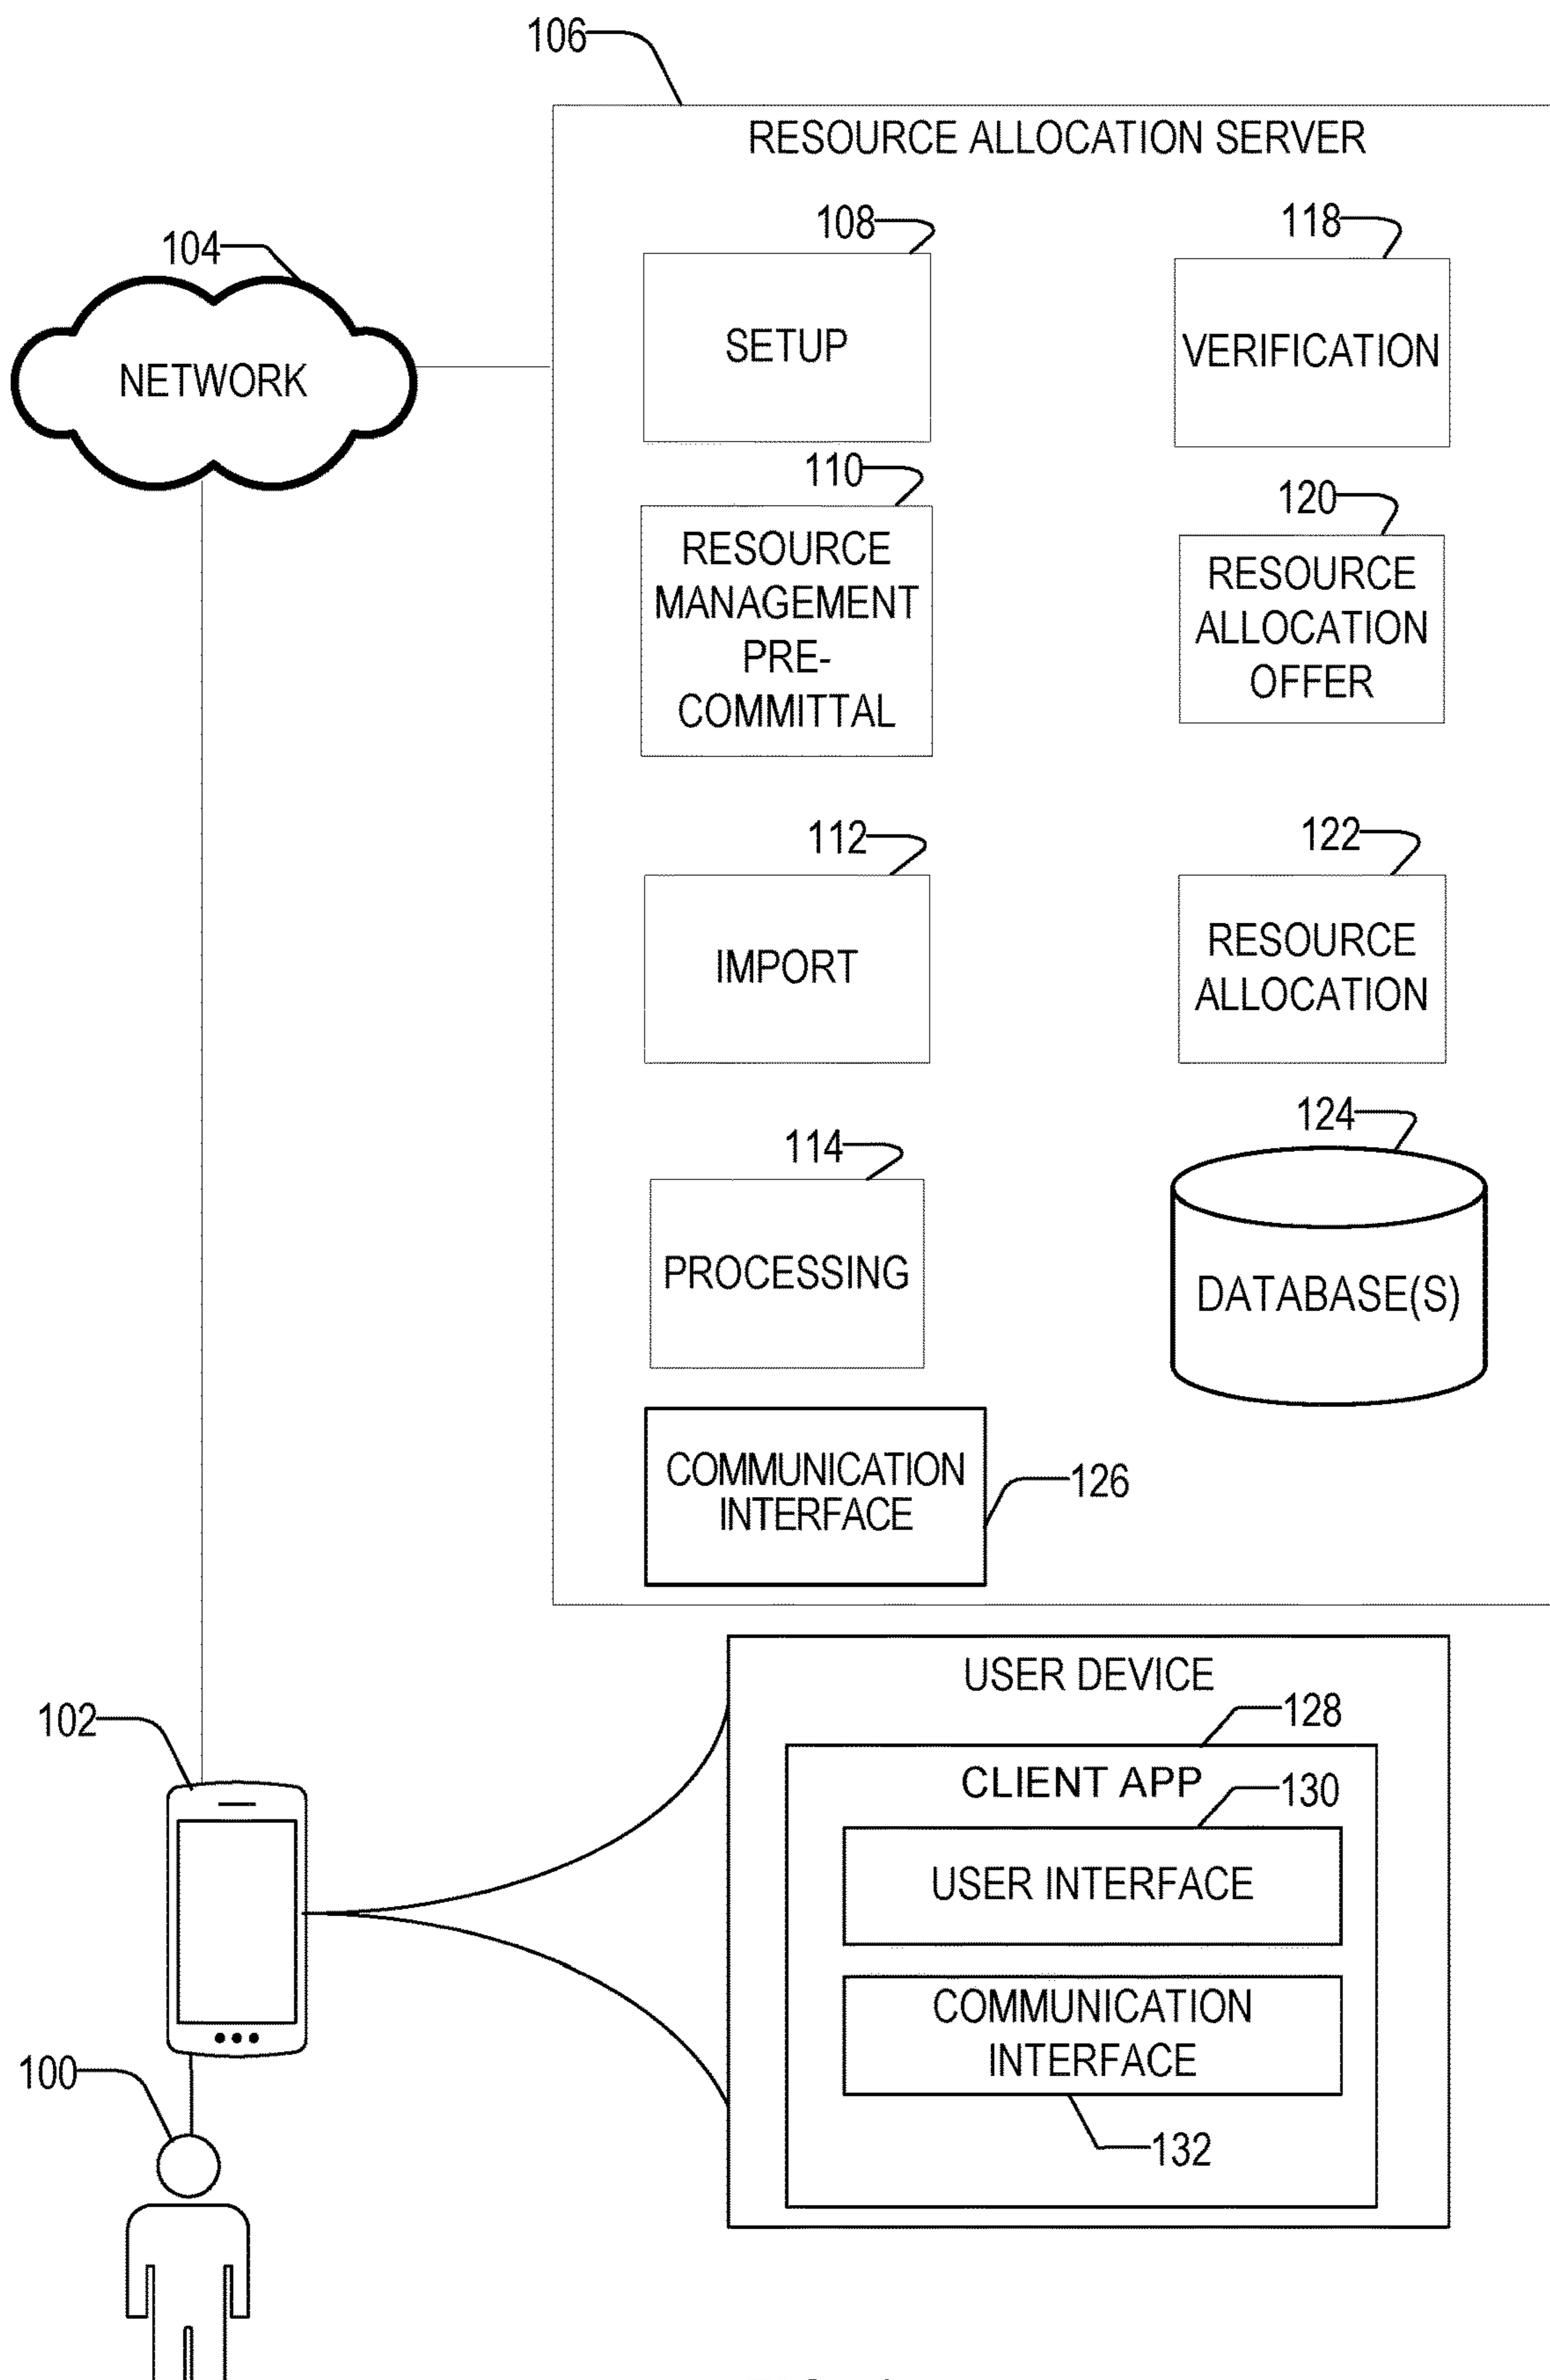 106
RESOURCE ALLOCATION SERVER
108
118
104
SETUP
VERIFICATION
NETWORK
110
120
RESOURCE
MANAGEMENT
PRE-
COMMITTAL
RESOURCE
ALLOCATION
OFFER
112
122
IMPORT
RESOURCE
ALLOCATION
114
124
PROCESSING
DATABASE(S)
COMMUNICATION
INTERFACE
126
USER DEVICE
102
128
CLIENT APP
130
USER INTERFACE
COMMUNICATION
INTERFACE
100
132